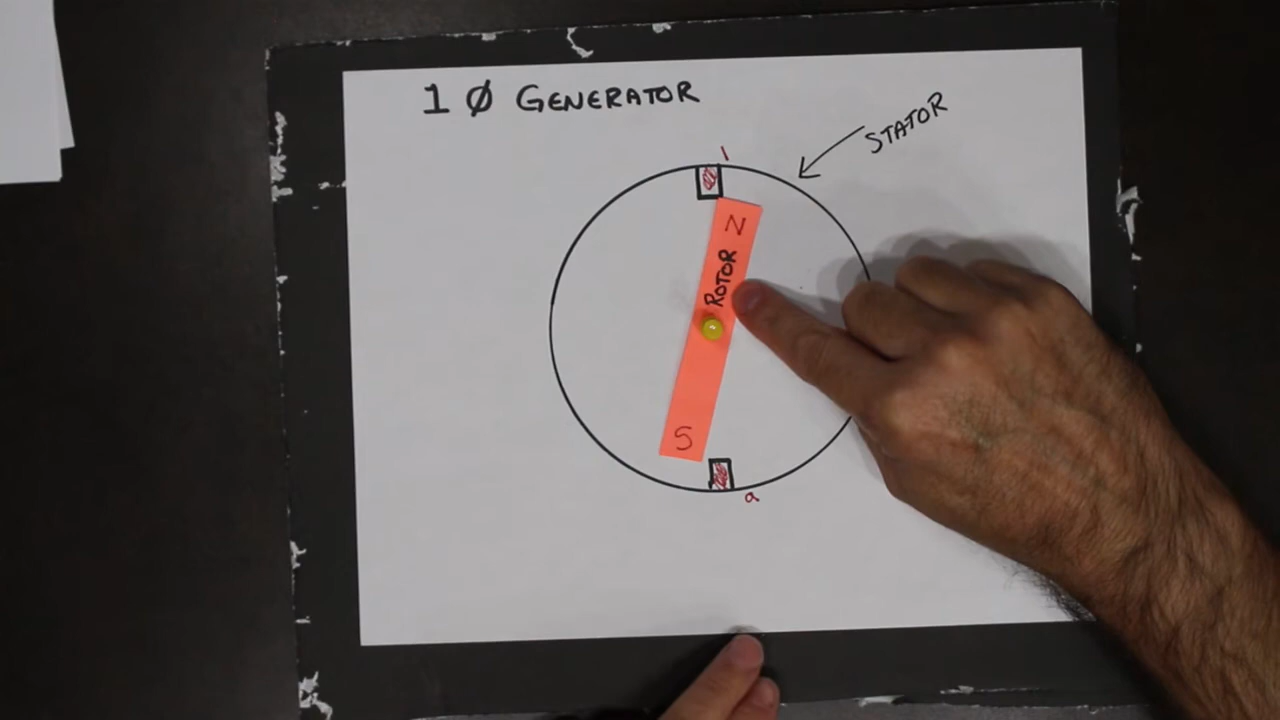 1 Ø GENERATOR
STATOR
1
N
ROTOR
S
a